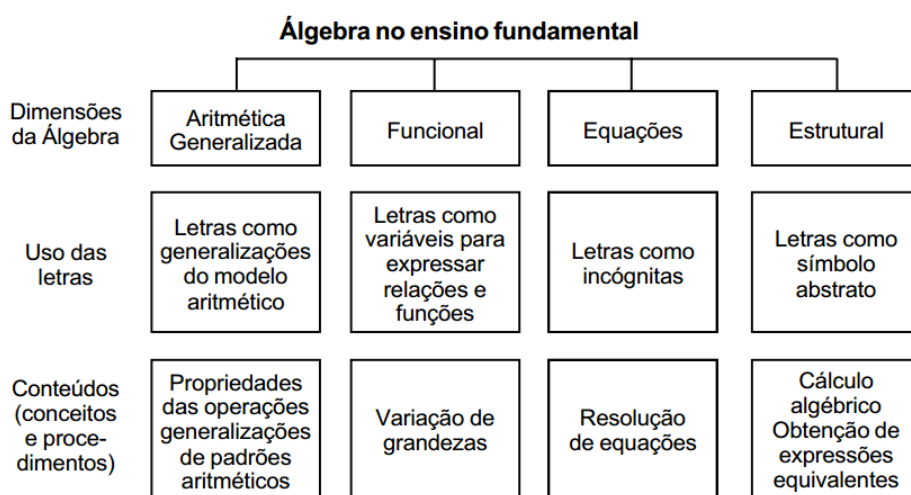 Álgebra no ensino fundamental
Dimensões
da Álgebra
Aritmética
Generalizada
Funcional
Equações
Estrutural
Uso das
letras
Letras como
generalizações
do modelo
aritmético
Letras como
variáveis para
expressar
relações e
funções
Letras como
incógnitas
Letras como
símbolo
abstrato
Conteúdos
(conceitos
e proce-
dimentos)
Propriedades
das operações
generalizações
de padrões
aritméticos
Variação de
grandezas
Resolução
de equações
Cálculo
algébrico
Obtenção de
expressões
equivalentes